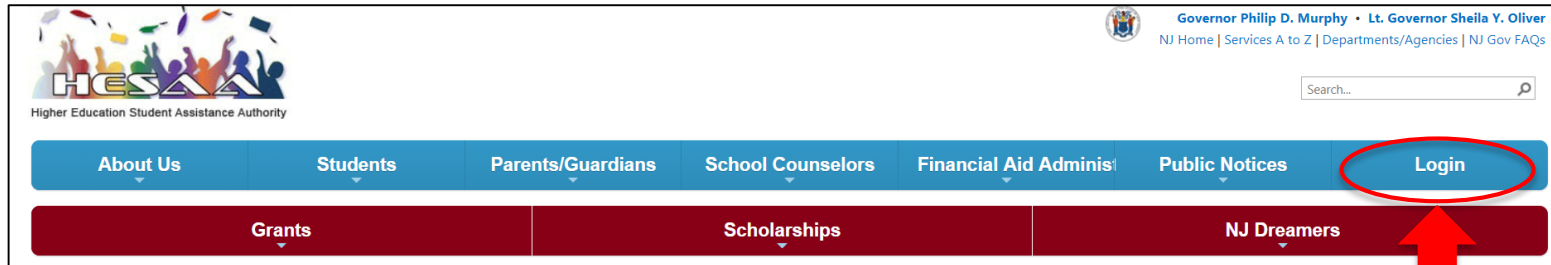 HESAA
Higher Education Student Assistance Authority
Governor Philip D. Murphy • Lt. Governor Sheila Y. Oliver
NJ Home | Services A to Z | Departments/Agencies | NJ Gov FAQs
Search...
About Us Students Parents/Guardians School Counselors Financial Aid Administ Public Notices Login
Grants Scholarships NJ Dreamers